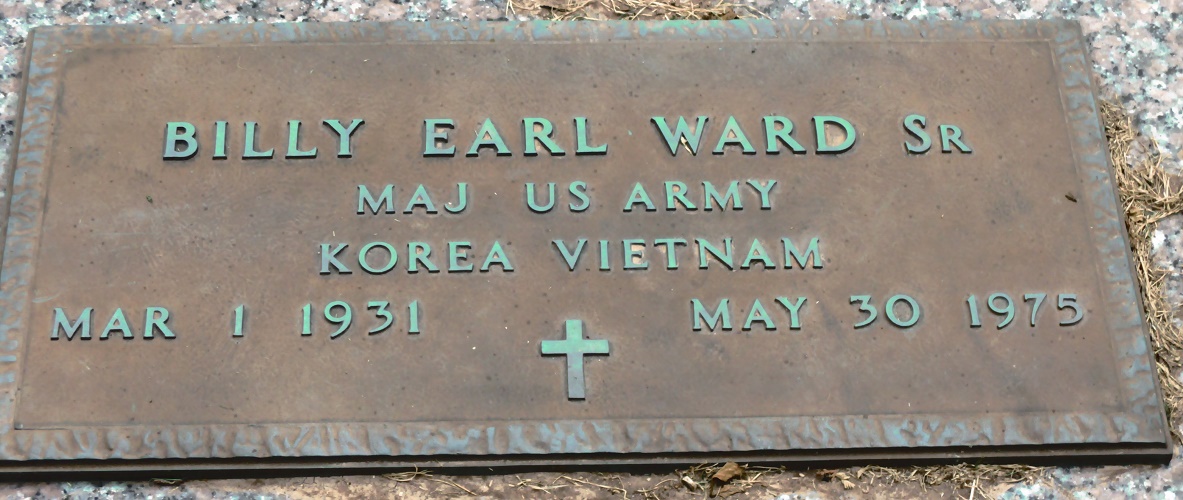 BILLY EARL WARD SR
MAJ US ARMY
KOREA VIETNAM
MAR 1 1931 MAY 30 1975